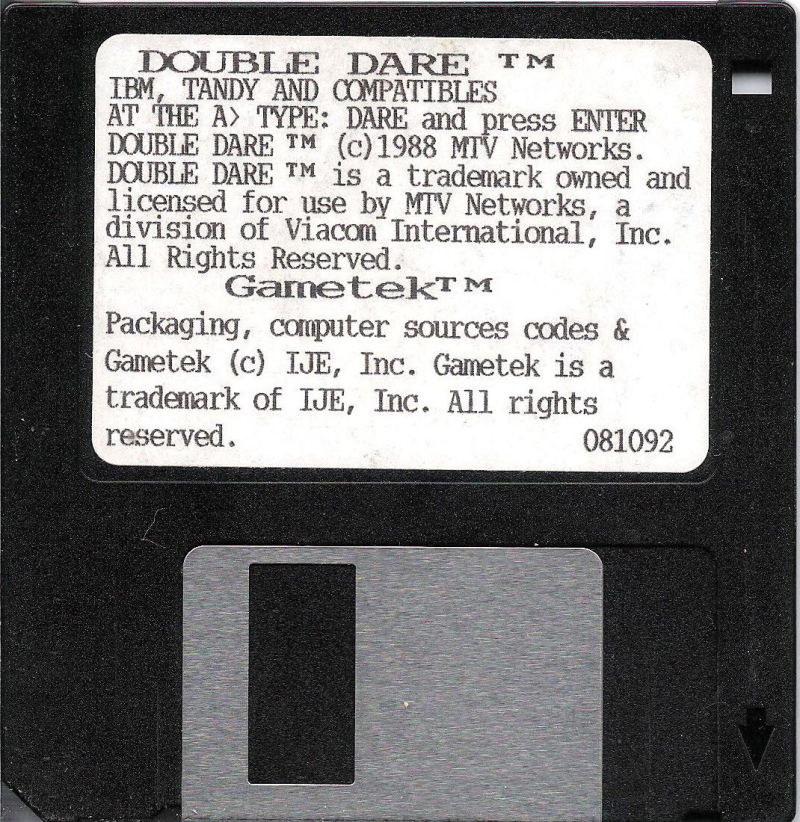 DOUBLE DARE ™
IBM, TANDY AND COMPATIBLES
AT THE A> TYPE: DARE and press ENTER
DOUBLE DARE ™ (c)1988 MTV Networks.
DOUBLE DARE ™ is a trademark owned and
licensed for use by MTV Networks, a
division of Viacom International, Inc.
All Rights Reserved.
Gametek™
Packaging, computer sources codes &
Gametek (c) IJE, Inc. Gametek is a
trademark of IJE, Inc. All rights
reserved. 081092